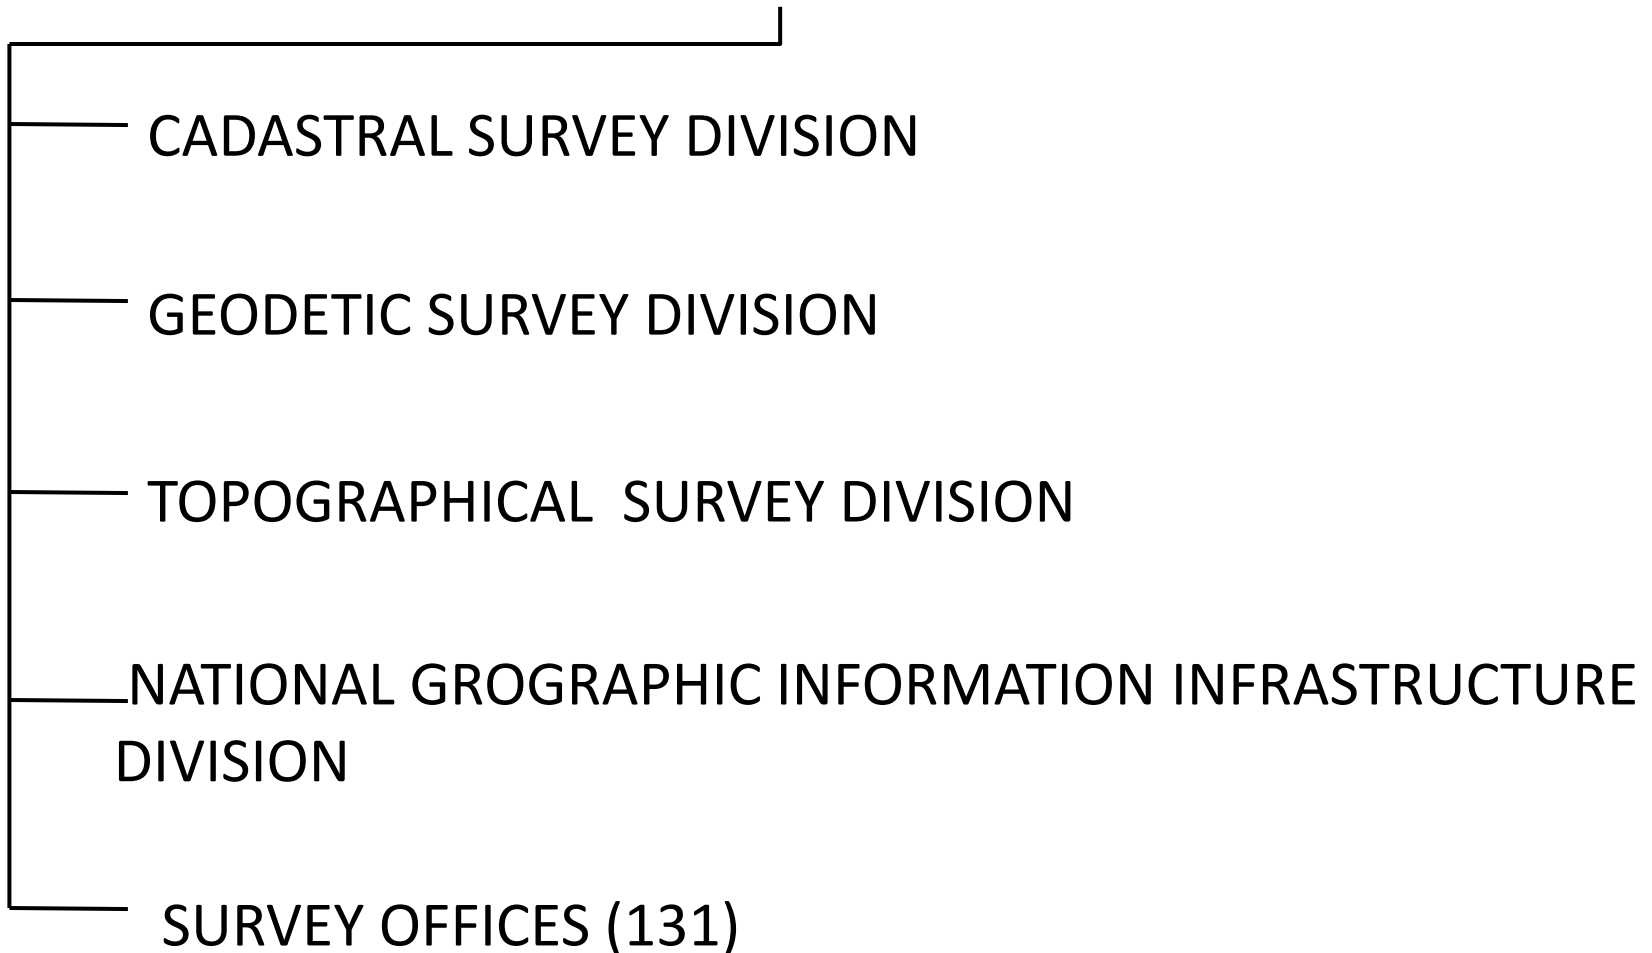 CADASTRAL SURVEY DIVISION
GEODETIC SURVEY DIVISION
TOPOGRAPHICAL  SURVEY DIVISION
NATIONAL GROGRAPHIC INFORMATION INFRASTRUCTURE
DIVISION
SURVEY OFFICES (131)